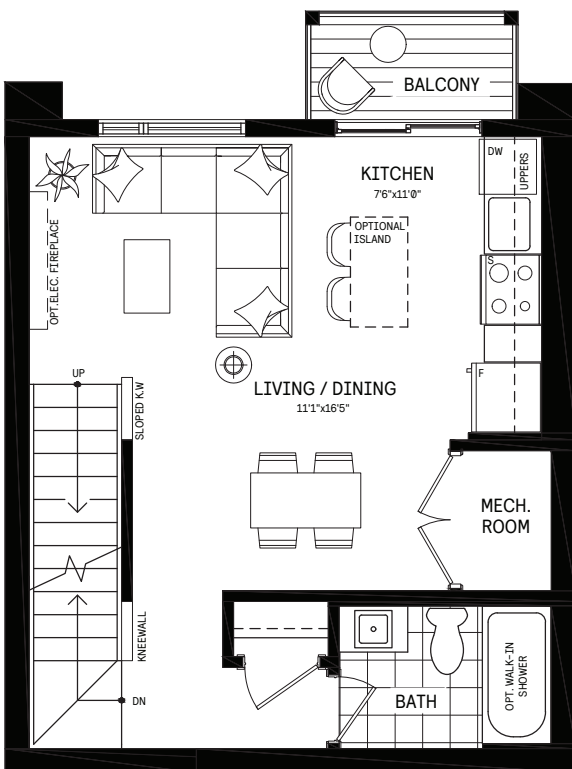 BALCONY
DW
UPPERS
KITCHEN
7'6"x11'0"
OPTIONAL
ISLAND
OPT.ELEC. FIREPLACE
S
F
UP
SLOPED K.W
LIVING / DINING
11'1"x16'5"
MECH.
ROOM
KNEEWALL
DN
BATH
OPT. WALK-IN
SHOWER